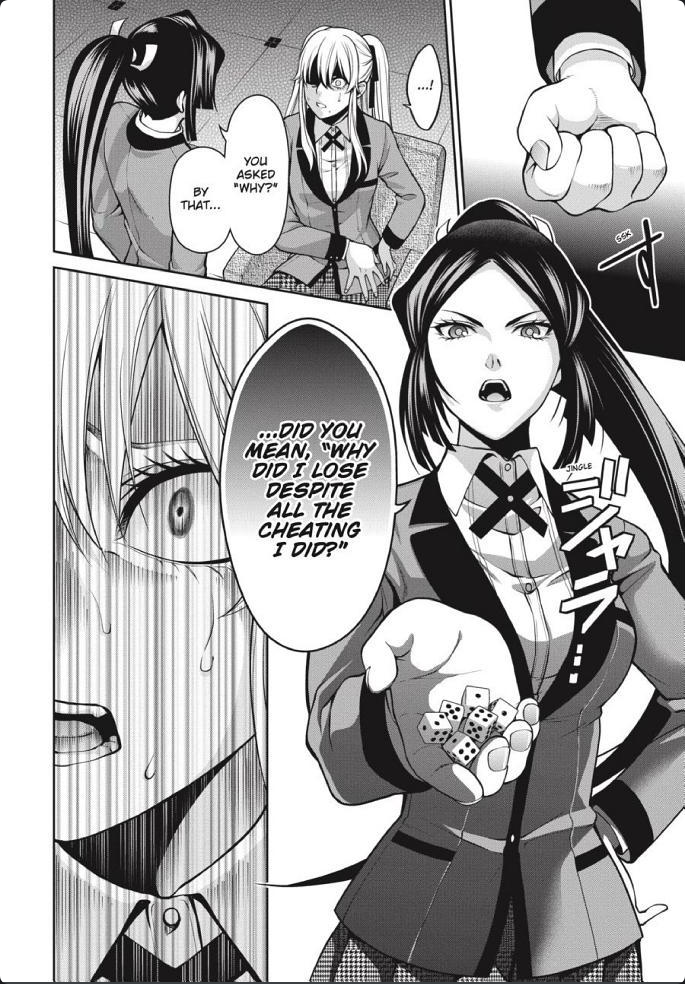 ...!
YOU
ASKED
"WHY?"
BY
THAT...
SSK
す
...DID YOU
MEAN, "WHY
DID I LOSE
DESPITE
ALL THE
CHEATING
I DID?"
JINGLE
ジャラ...